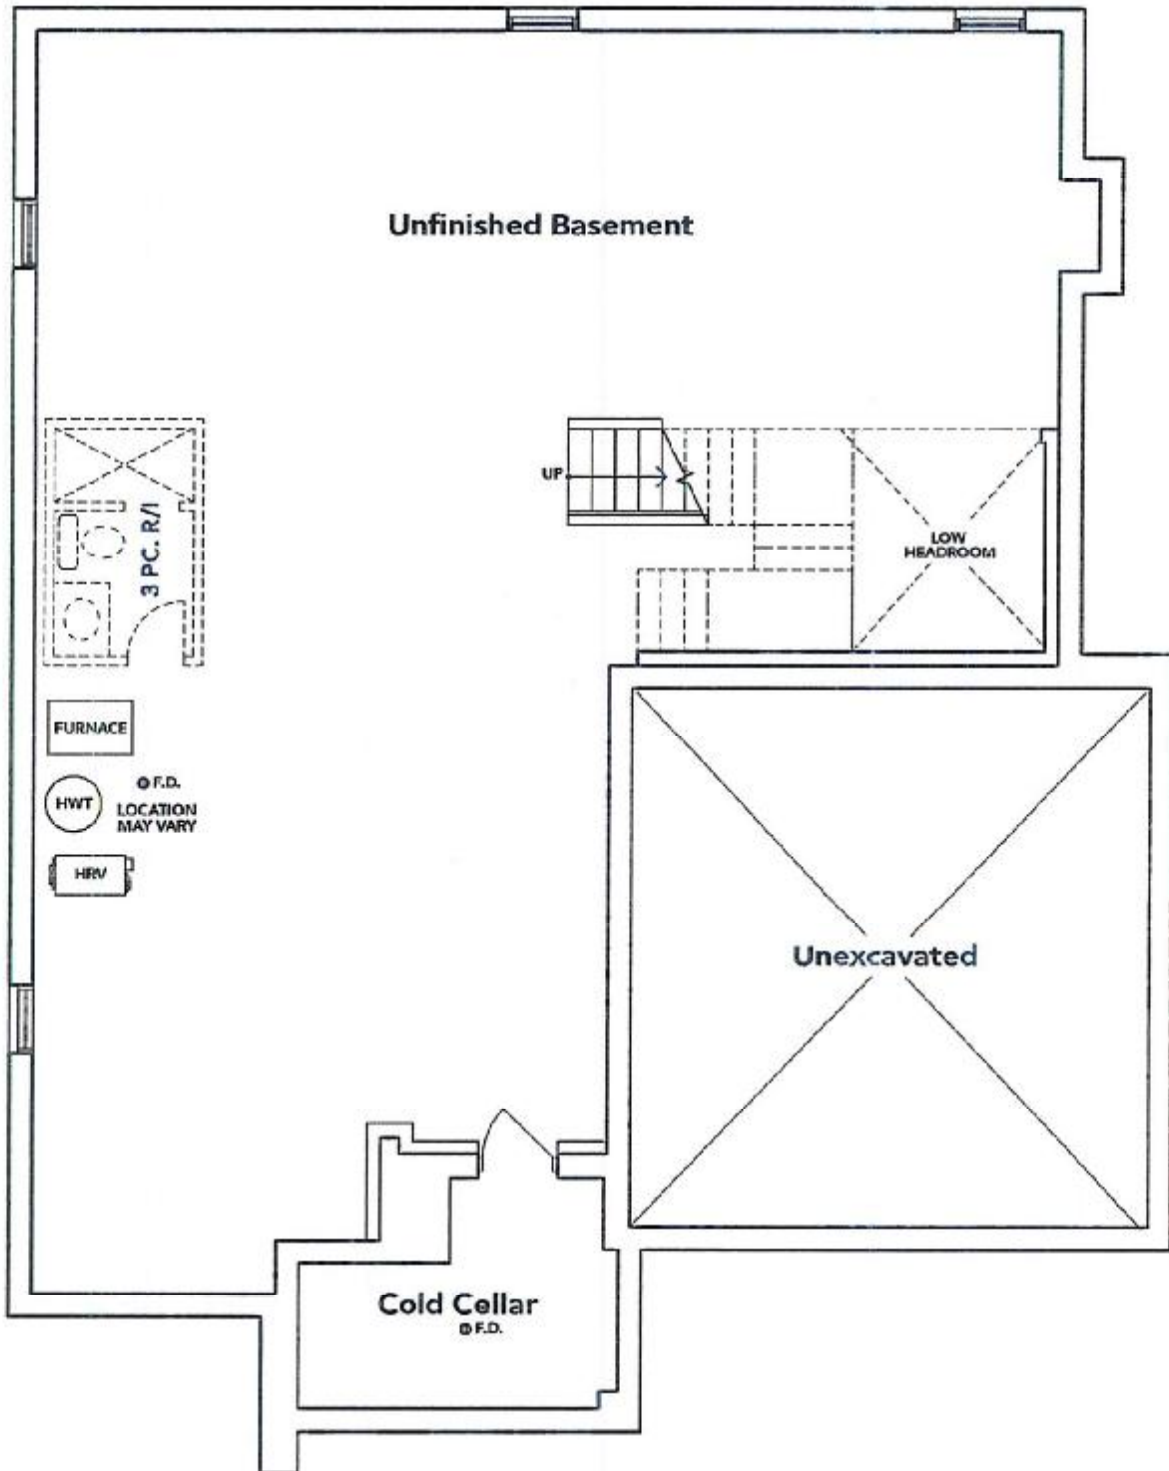 Unfinished Basement
UP
LOW
HEADROOM
3 PC. R/I
FURNACE
F.D.
HWT
LOCATION
MAY VARY
HRV
Unexcavated
Cold Cellar
F.D.